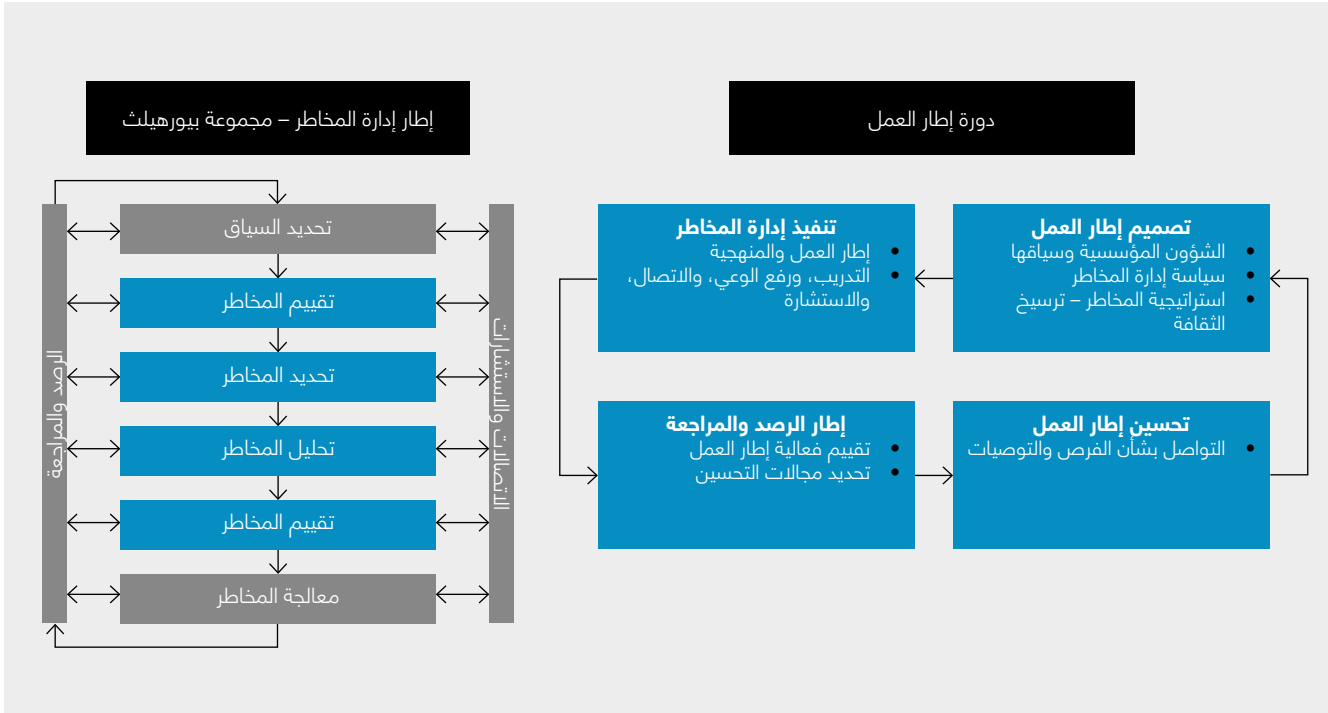 دورة إطار العمل
تصميم إطار العمل
• الشؤون المؤسسية وسياقها
• سياسة إدارة المخاطر
• استراتيجية المخاطر – ترسيخ
الثقافة
تنفيذ إدارة المخاطر
• إطار العمل والمنهجية
• التدريب، ورفع الوعي، والاتصال،
والاستشارة
إطار الرصد والمراجعة
• تقييم فعالية إطار العمل
• تحديد مجالات التحسين
تحسين إطار العمل
• التواصل بشأن الفرص والتوصيات
إطار إدارة المخاطر – مجموعة بيورهيلث
الاتصالات والاستشارات
تحديد السياق
تقييم المخاطر
تحديد المخاطر
تحليل المخاطر
تقييم المخاطر
معالجة المخاطر
الرصد والمراجعة